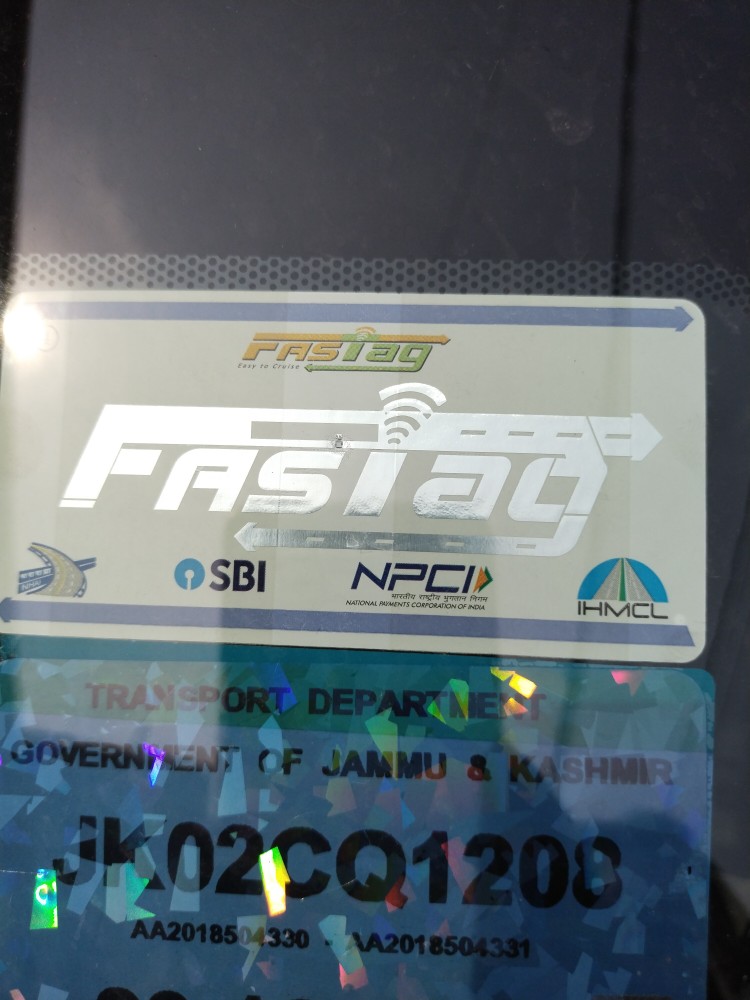 FASTag
Easy to Cruise
FASTag
SBI
NPCI
भारतीय राष्ट्रीय भुगतान निगम
NATIONAL PAYMENTS CORPORATION OF INDIA
IHMCL
TRANSPORT DEPARTMENT
GOVERNMENT OF JAMMU & KASHMIR
JK02CQ1208
AA2018504330 - AA2018504331